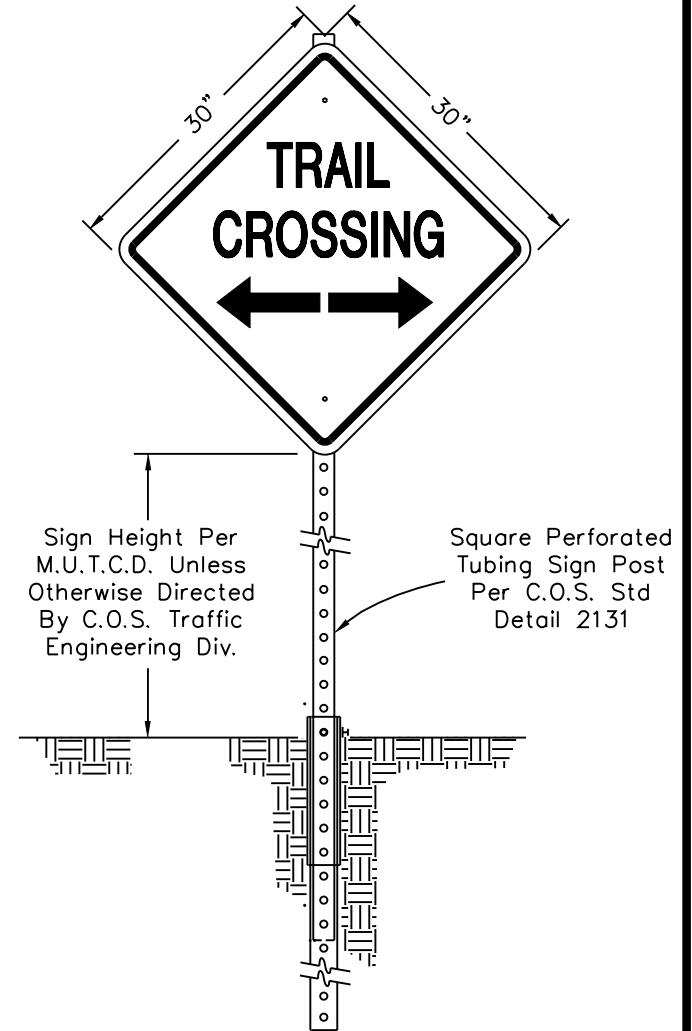 30"
30"
TRAIL
CROSSING
Sign Height Per
M.U.T.C.D. Unless
Otherwise Directed
By C.O.S. Traffic
Engineering Div.
Square Perforated
Tubing Sign Post
Per C.O.S. Std
Detail 2131